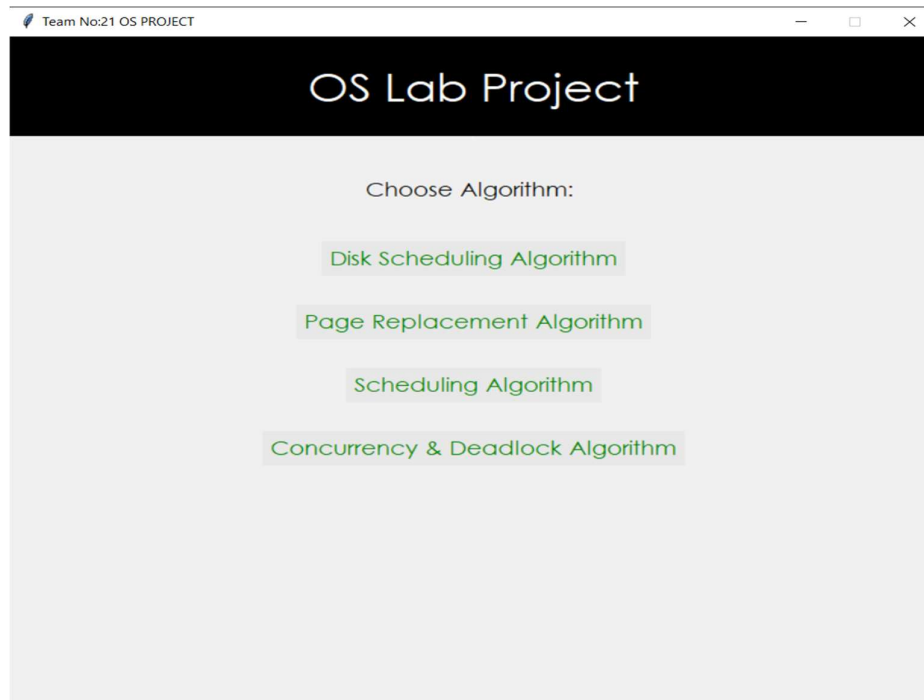 Team No:21 OS PROJECT
OS Lab Project
Choose Algorithm:
Disk Scheduling Algorithm
Page Replacement Algorithm
Scheduling Algorithm
Concurrency & Deadlock Algorithm